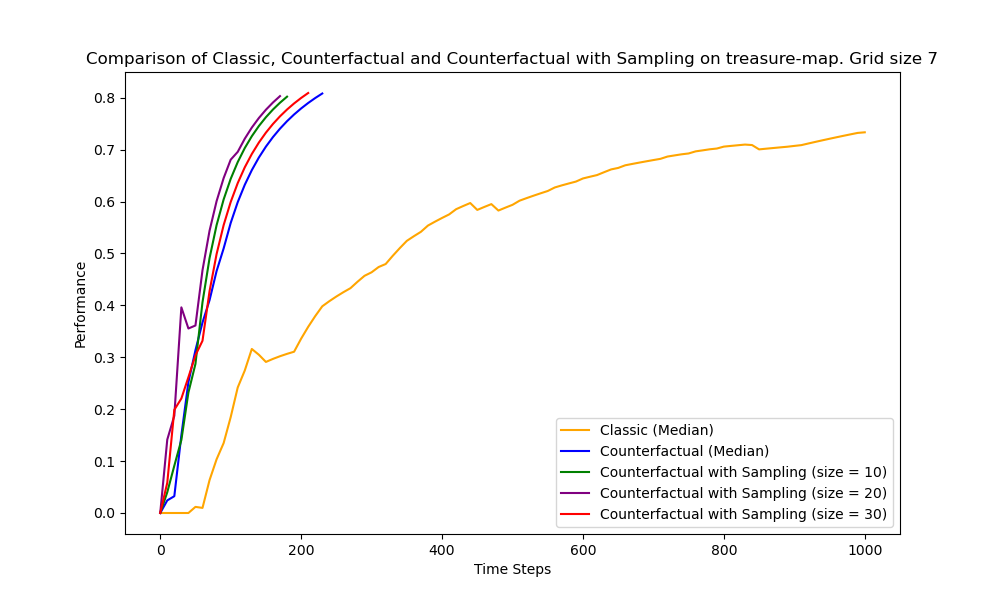 Comparison of Classic, Counterfactual and Counterfactual with Sampling on treasure-map. Grid size 7
Performance
0.8
0.7
0.6
0.5
0.4
0.3
0.2
0.1
0.0
Classic (Median)
Counterfactual (Median)
Counterfactual with Sampling (size = 10)
Counterfactual with Sampling (size = 20)
Counterfactual with Sampling (size = 30)
0 200 400 600 800 1000
Time Steps